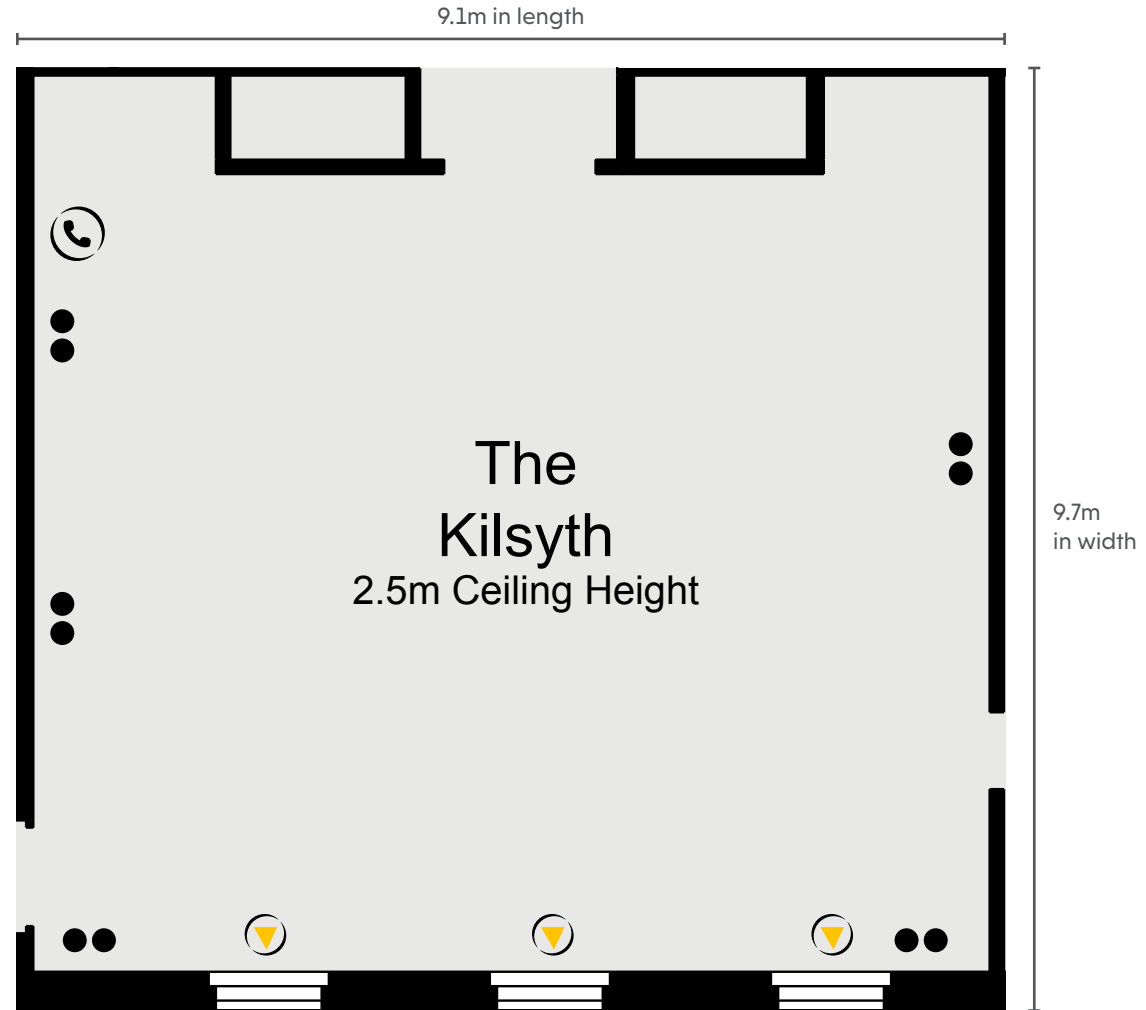 9.1m in length
The
Kilsyth
2.5m Ceiling Height
9.7m
in width